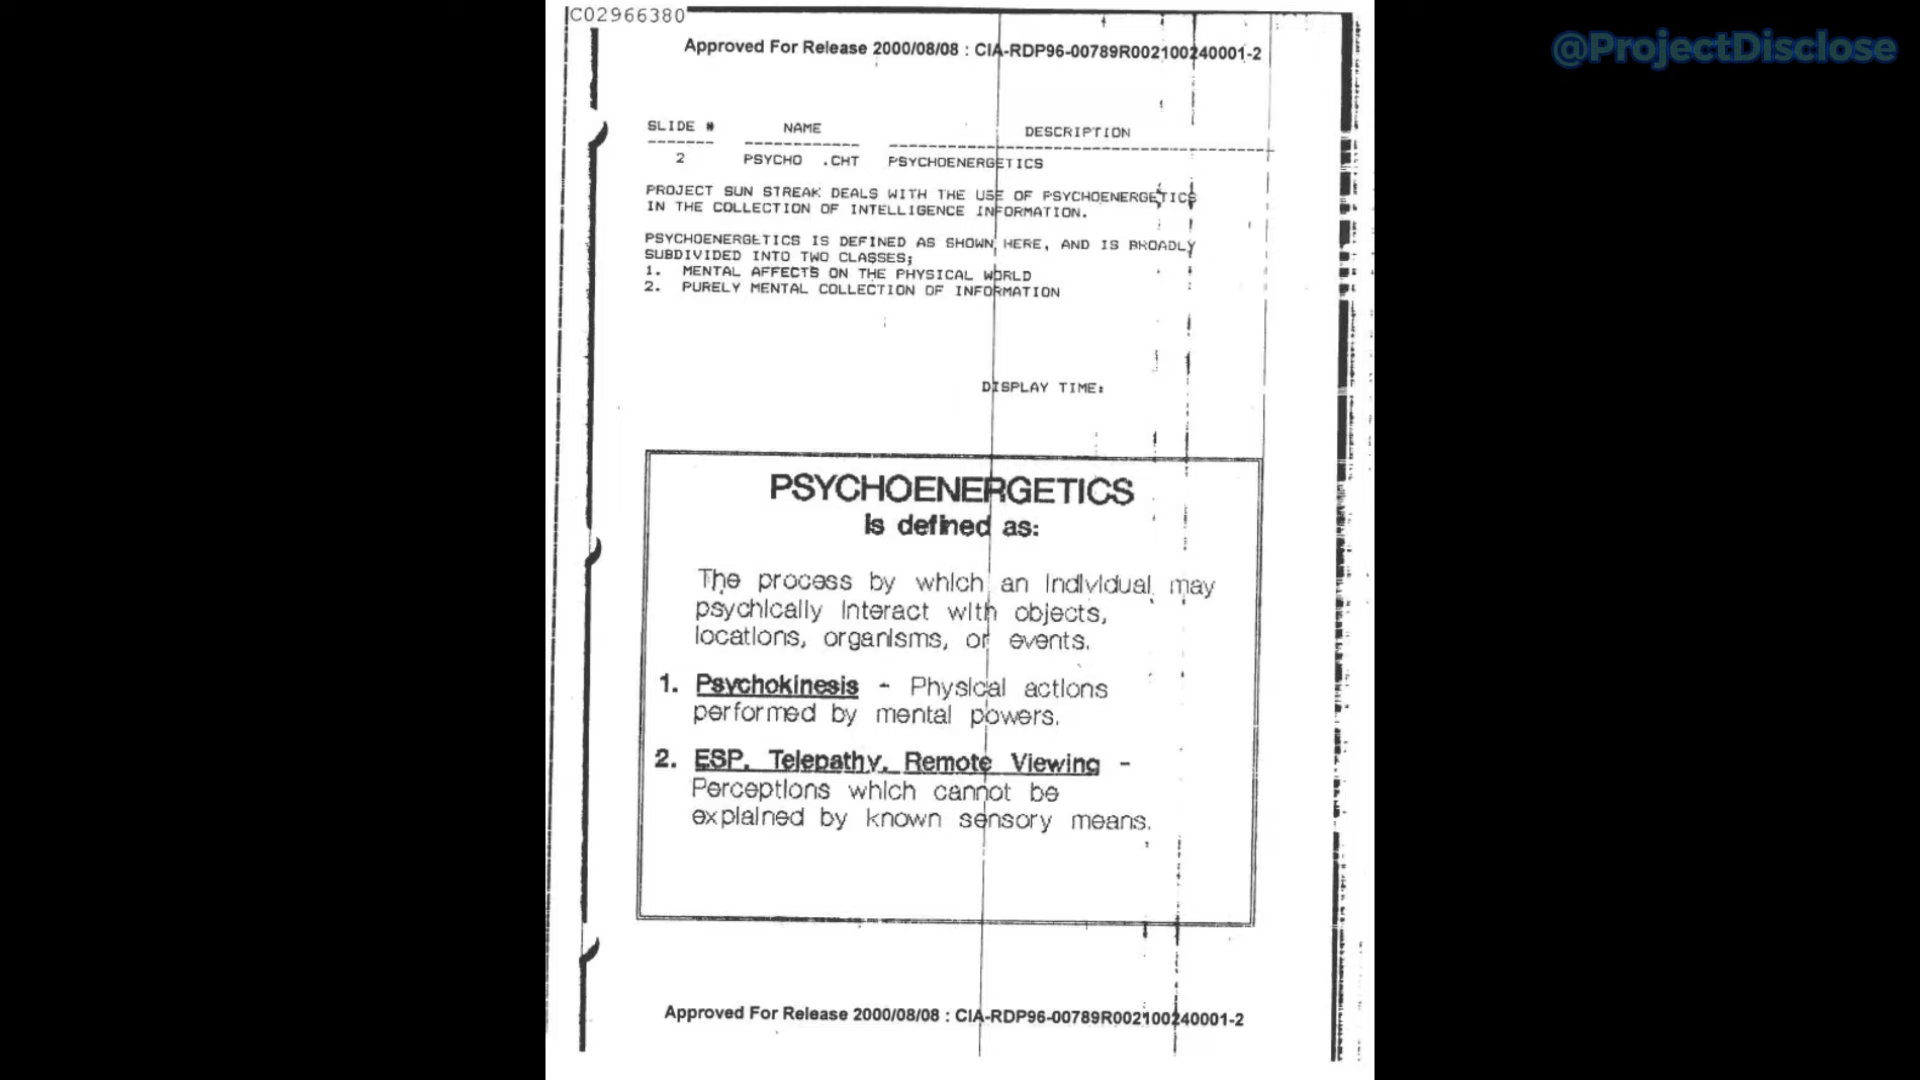 C02966380
@ProjectDisclose
Approved For Release 2000/08/08 : CIA-RDP96-00789R002100240001-2
SLIDE # NAME DESCRIPTION
2 PSYCHO .CHT PSYCHOENERGETICS
PROJECT SUN STREAK DEALS WITH THE USE OF PSYCHOENERGETICS
IN THE COLLECTION OF INTELLIGENCE INFORMATION.
PSYCHOENERGETICS IS DEFINED AS SHOWN HERE, AND IS BROADLY
SUBDIVIDED INTO TWO CLASSES;
1. MENTAL AFFECTS ON THE PHYSICAL WORLD
2. PURELY MENTAL COLLECTION OF INFORMATION
DISPLAY TIME:
PSYCHOENERGETICS
is defined as:
The process by which an individual may
psychically interact with objects,
locations, organisms, or events.
1. Psychokinesis - Physical actions
performed by mental powers.
2. ESP, Telepathy, Remote Viewing -
Perceptions which cannot be
explained by known sensory means.
Approved For Release 2000/08/08 : CIA-RDP96-00789R002100240001-2